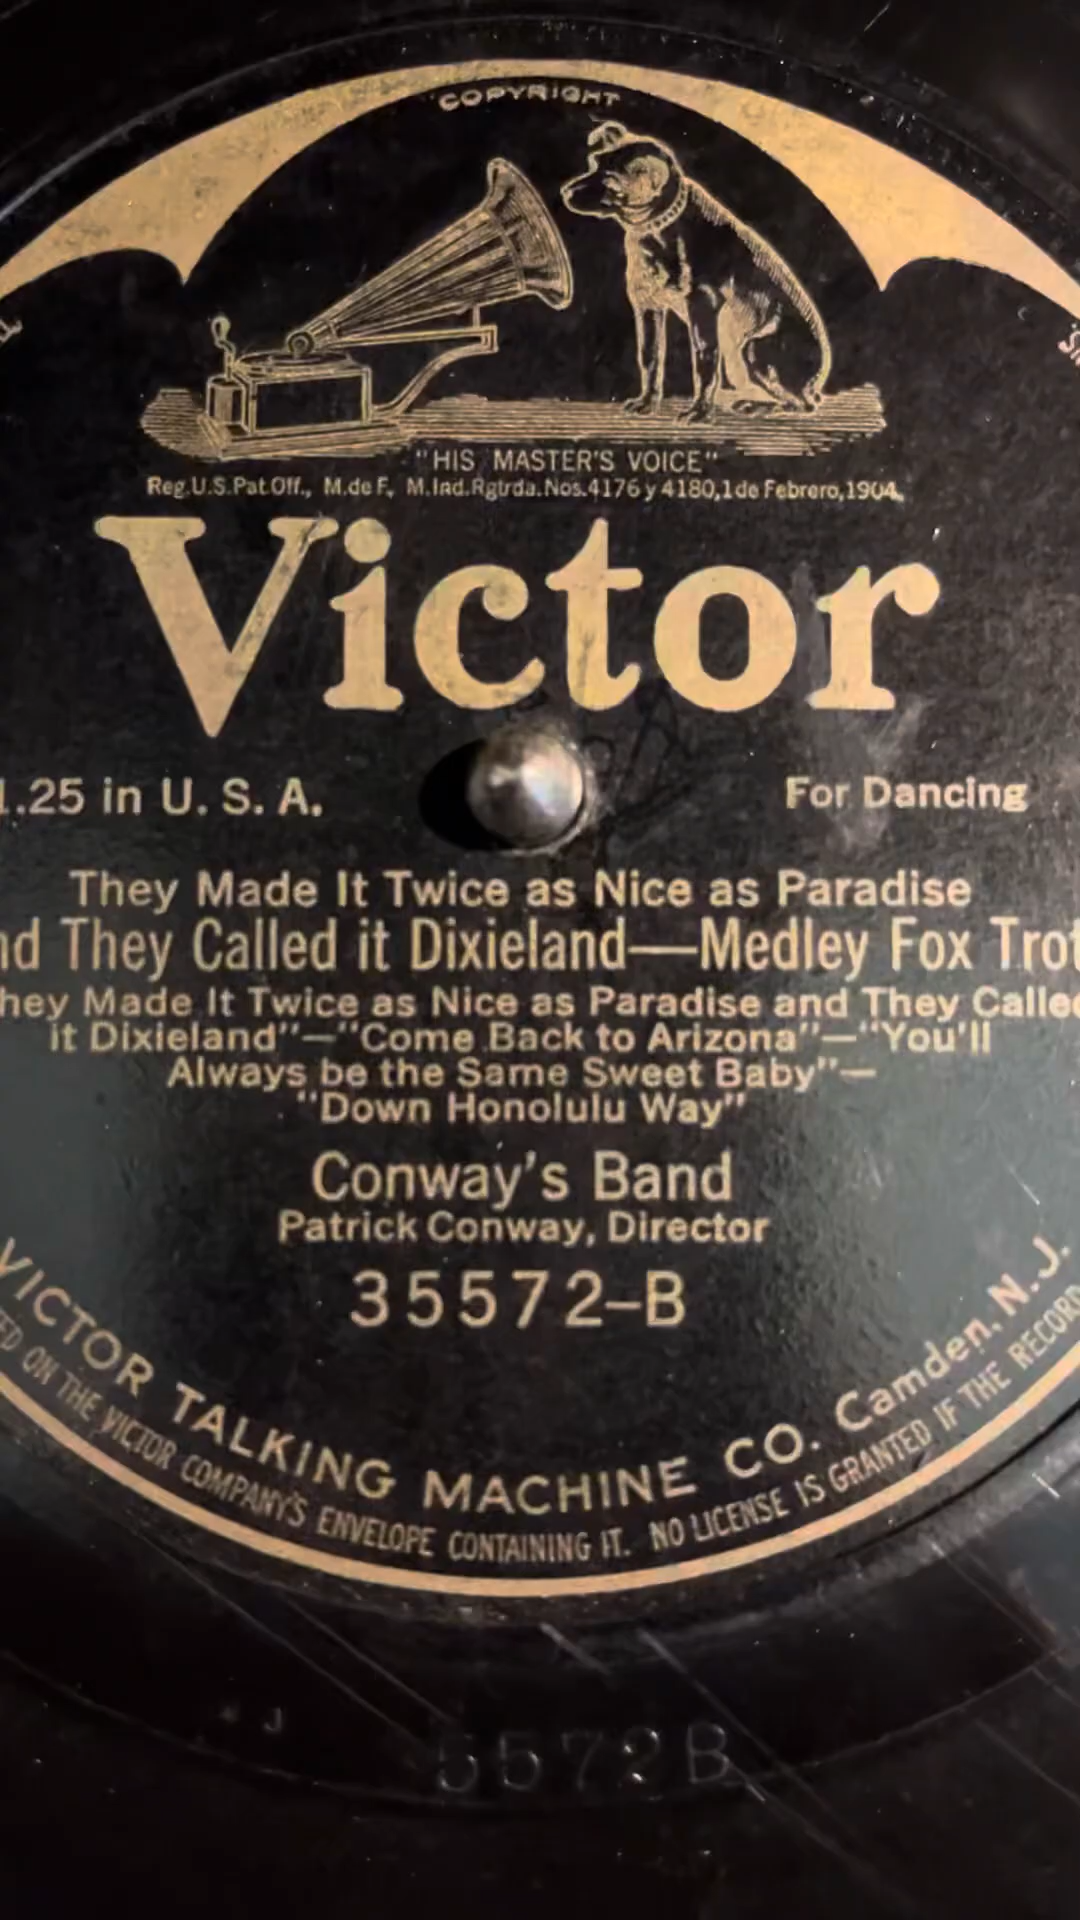 COPYRIGHT
"HIS MASTER'S VOICE"
Reg.U.S.Pat.Off., M.de F., M.Ind.Rgtrda.Nos.4176 y 4180,1de Febrero,1904.
Victor
1.25 in U. S. A.
For Dancing
They Made It Twice as Nice as Paradise
nd They Called it Dixieland—Medley Fox Trot
hey Made It Twice as Nice as Paradise and They Called
it Dixieland"—"Come Back to Arizona"—"You'll
Always be the Same Sweet Baby"—
"Down Honolulu Way"
Conway's Band
Patrick Conway, Director
35572-B
VICTOR TALKING MACHINE CO. Camden, N. J.
ED ON THE VICTOR COMPANY'S ENVELOPE CONTAINING IT. NO LICENSE IS GRANTED IF THE RECORD
5572B